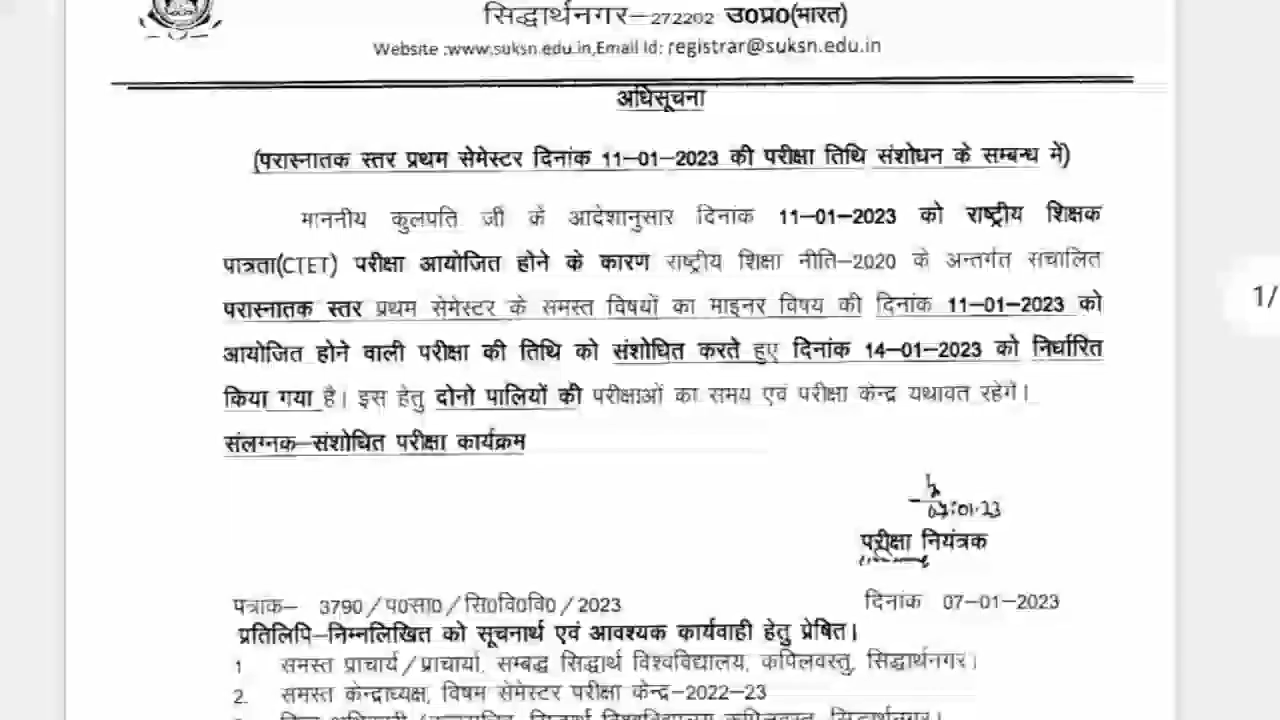 सिद्धार्थनगर–272202 उ0प्र0(भारत)
Website :www.suksn.edu.in,Email Id: registrar@suksn.edu.in
अधिसूचना
(परास्नातक स्तर प्रथम सेमेस्टर दिनांक 11–01–2023 की परीक्षा तिथि संशोधन के सम्बन्ध में)
माननीय कुलपति जी के आदेशानुसार दिनांक 11–01–2023 को राष्ट्रीय शिक्षक
पात्रता(CTET) परीक्षा आयोजित होने के कारण राष्ट्रीय शिक्षा नीति–2020 के अन्तर्गत संचालित
परास्नातक स्तर प्रथम सेमेस्टर के समस्त विषयों का माइनर विषय की दिनांक 11–01–2023 को
आयोजित होने वाली परीक्षा की तिथि को संशोधित करते हुए दिनांक 14–01–2023 को निर्धारित
किया गया है। इस हेतु दोनो पालियों की परीक्षाओं का समय एवं परीक्षा केन्द्र यथावत रहेगें।
संलग्नक–संशोधित परीक्षा कार्यक्रम
07.01.23
परीक्षा नियंत्रक
पत्रांक– 3790/प0सा0/सि0वि0वि0/2023
दिनांक 07–01–2023
प्रतिलिपि–निम्नलिखित को सूचनार्थ एवं आवश्यक कार्यवाही हेतु प्रेषित।
1 समस्त प्राचार्य/प्राचार्या, सम्बद्ध सिद्धार्थ विश्वविद्यालय, कपिलवस्तु, सिद्धार्थनगर।
2. समस्त केन्द्राध्यक्ष, विषम सेमेस्टर परीक्षा केन्द्र–2022–23
1/